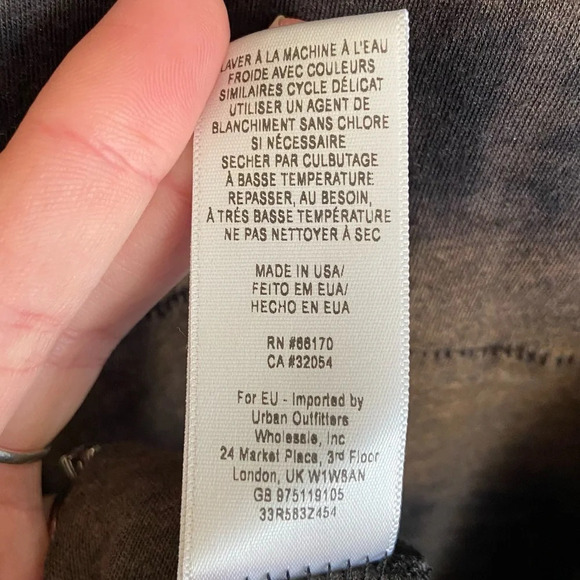 LAVER À LA MACHINE À L'EAU
FROIDE AVEC COULEURS
SIMILAIRES CYCLE DÉLICAT
UTILISER UN AGENT DE
BLANCHIMENT SANS CHLORE
SI NÉCESSAIRE
SECHER PAR CULBUTAGE
À BASSE TEMPERATURE
REPASSER, AU BESOIN,
À TRÈS BASSE TEMPÉRATURE
NE PAS NETTOYER À SEC
MADE IN USA/
FEITO EM EUA/
HECHO EN EUA
RN #66170
CA #32054
For EU - Imported by
Urban Outfitters
Wholesale, Inc
24 Market Place, 3rd Floor
London, UK W1W8AN
GB 975119105
33R583Z454